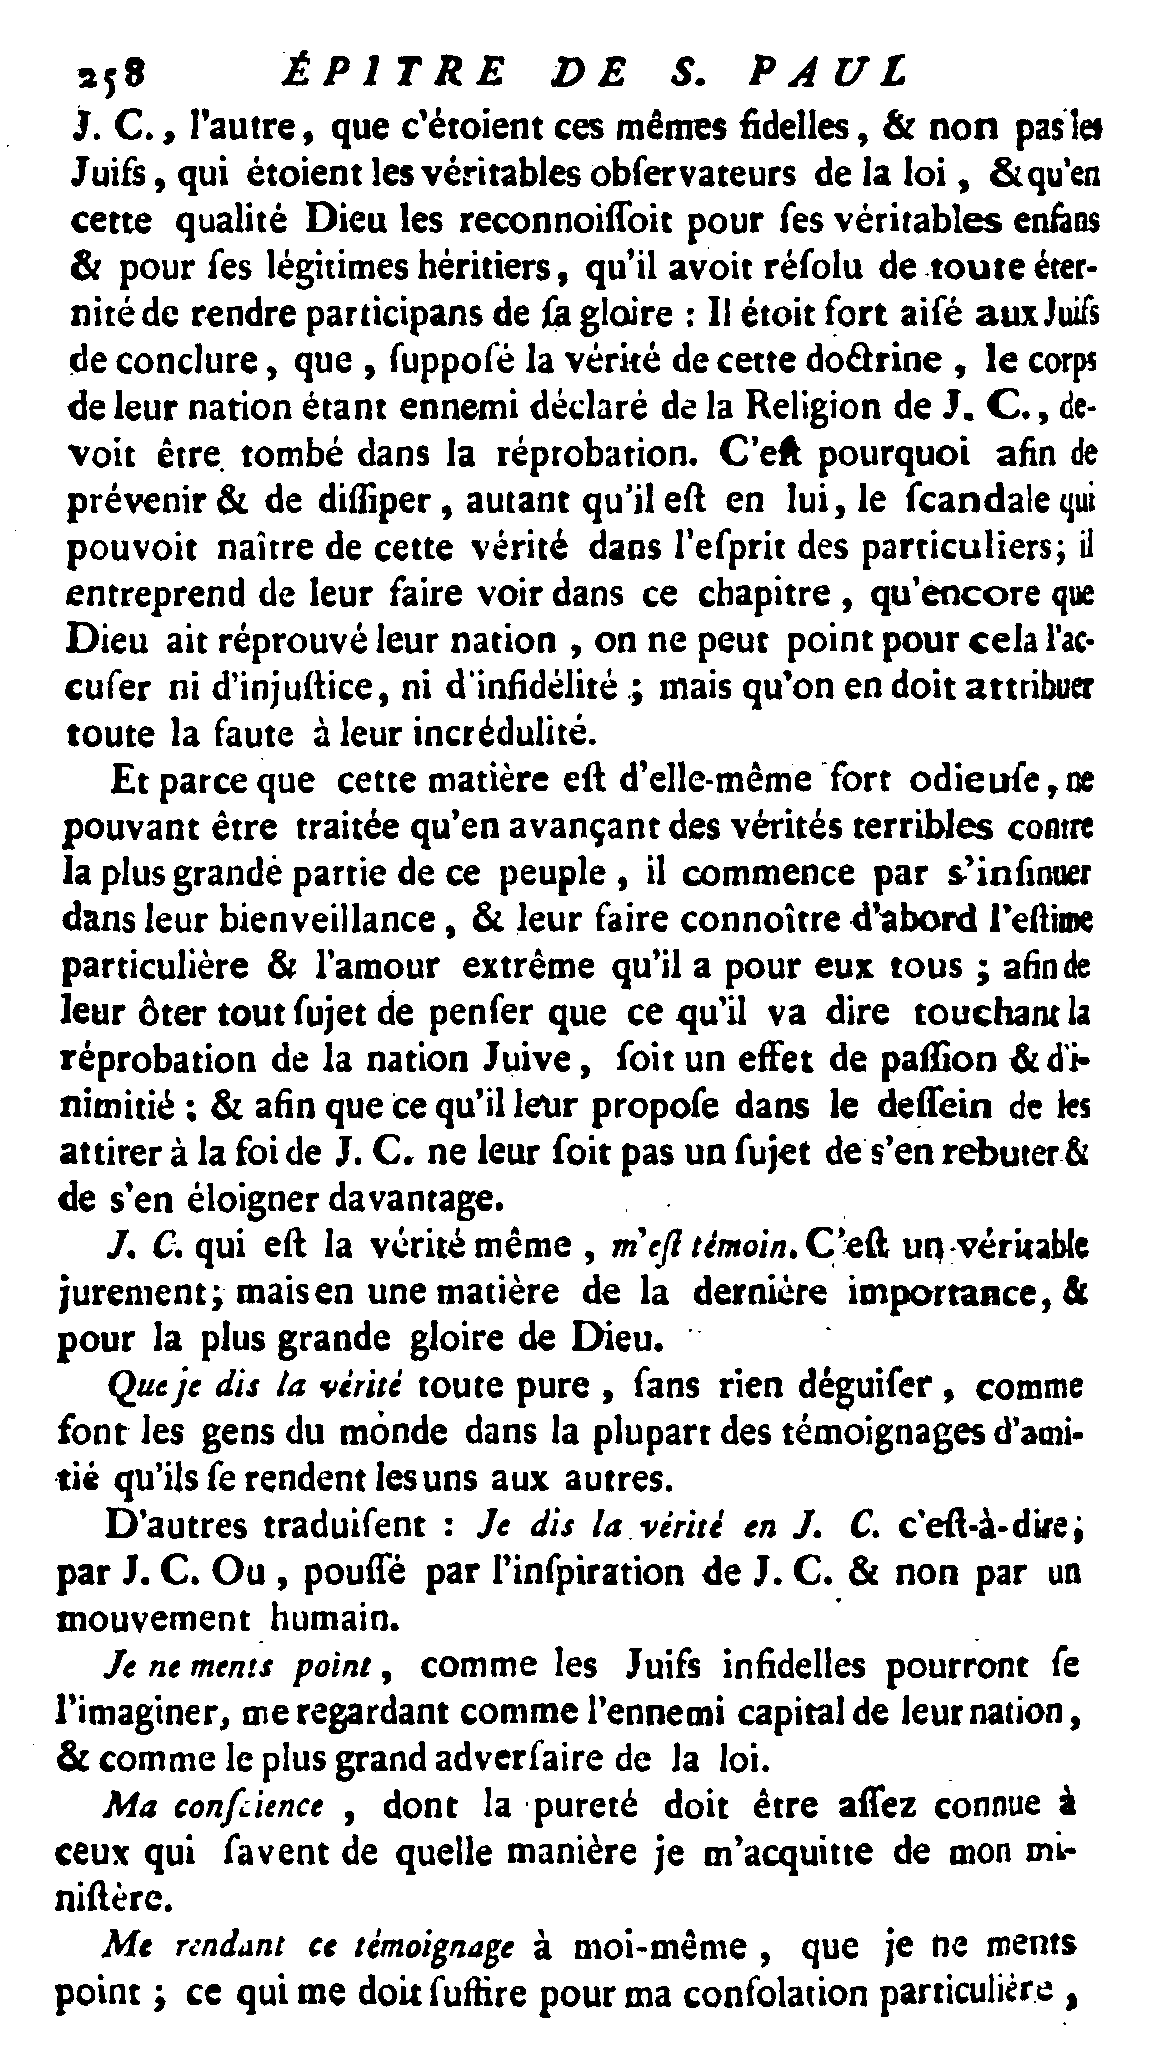 258 ÉPITRE DE S. PAUL
J. C., l'autre, que c'étoient ces mêmes fidelles, & non pas les
Juifs, qui étoient les véritables obſervateurs de la loi, & qu'en
cette qualité Dieu les reconnoiſſoit pour ſes véritables enfans
& pour ſes légitimes héritiers, qu'il avoit réſolu de toute éter-
nité de rendre participans de ſa gloire : Il étoit fort aiſé aux Juifs
de conclure, que, ſuppoſé la vérité de cette doctrine, le corps
de leur nation étant ennemi déclaré de la Religion de J. C., de-
voit être tombé dans la réprobation. C'eſt pourquoi afin de
prévenir & de diſſiper, autant qu'il eſt en lui, le ſcandale qui
pouvoit naître de cette vérité dans l'eſprit des particuliers; il
entreprend de leur faire voir dans ce chapitre, qu'encore que
Dieu ait réprouvé leur nation, on ne peut point pour cela l'ac-
cuſer ni d'injuſtice, ni d'infidélité ; mais qu'on en doit attribuer
toute la faute à leur incrédulité.
Et parce que cette matière eſt d'elle-même fort odieuſe, ne
pouvant être traitée qu'en avançant des vérités terribles contre
la plus grande partie de ce peuple, il commence par s'inſinuer
dans leur bienveillance, & leur faire connoître d'abord l'eſtime
particulière & l'amour extrême qu'il a pour eux tous ; afin de
leur ôter tout ſujet de penſer que ce qu'il va dire touchant la
réprobation de la nation Juive, ſoit un effet de paſſion & d'i-
nimitié ; & afin que ce qu'il leur propoſe dans le deſſein de les
attirer à la foi de J. C. ne leur ſoit pas un ſujet de s'en rebuter &
de s'en éloigner davantage.
J. C. qui eſt la vérité même, m'eſt témoin. C'eſt un véritable
jurement; mais en une matière de la dernière importance, &
pour la plus grande gloire de Dieu.
Que je dis la vérité toute pure, ſans rien déguiſer, comme
font les gens du monde dans la plupart des témoignages d'ami-
tié qu'ils ſe rendent les uns aux autres.
D'autres traduiſent : Je dis la vérité en J. C. c'eſt-à-dire;
par J. C. Ou, pouſſé par l'inſpiration de J. C. & non par un
mouvement humain.
Je ne ments point, comme les Juifs infidelles pourront ſe
l'imaginer, me regardant comme l'ennemi capital de leur nation,
& comme le plus grand adverſaire de la loi.
Ma conſcience, dont la pureté doit être aſſez connue à
ceux qui ſavent de quelle manière je m'acquitte de mon mi-
niſtère.
Me rendant ce témoignage à moi-même, que je ne ments
point ; ce qui me doit ſuffire pour ma conſolation particulière,